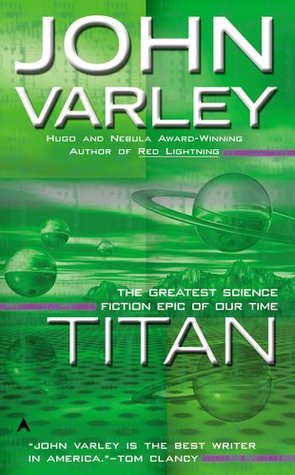 JOHN
VARLEY
HUGO AND NEBULA AWARD-WINNING
AUTHOR OF RED LIGHTNING
THE GREATEST SCIENCE
FICTION EPIC OF OUR TIME
TITAN
"JOHN VARLEY IS THE BEST WRITER
IN AMERICA."—TOM CLANCY